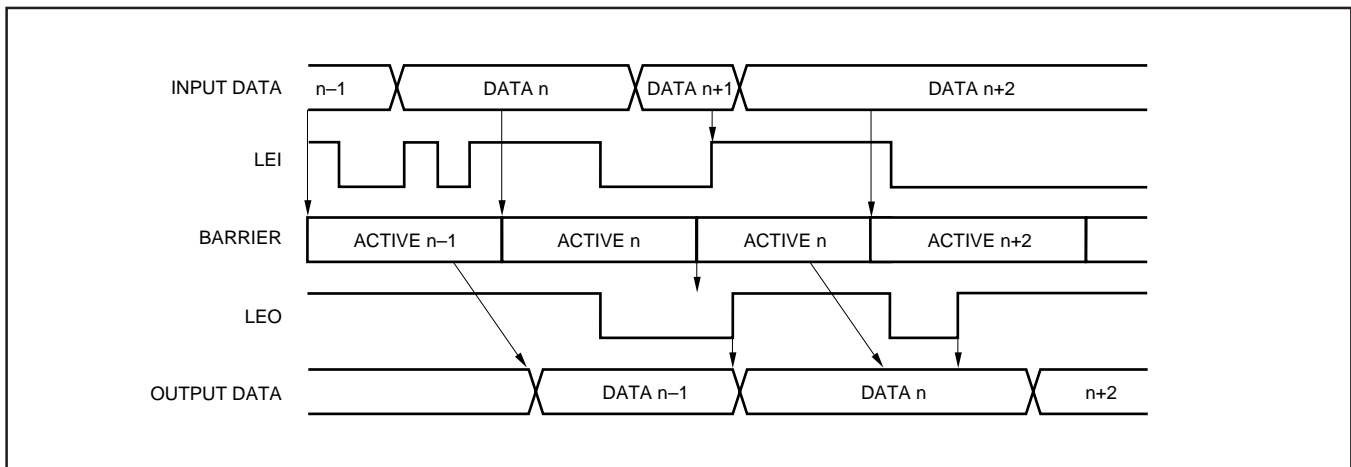 INPUT DATA n–1 DATA n DATA n+1 DATA n+2
LEI
BARRIER ACTIVE n–1 ACTIVE n ACTIVE n ACTIVE n+2
LEO
OUTPUT DATA DATA n–1 DATA n n+2